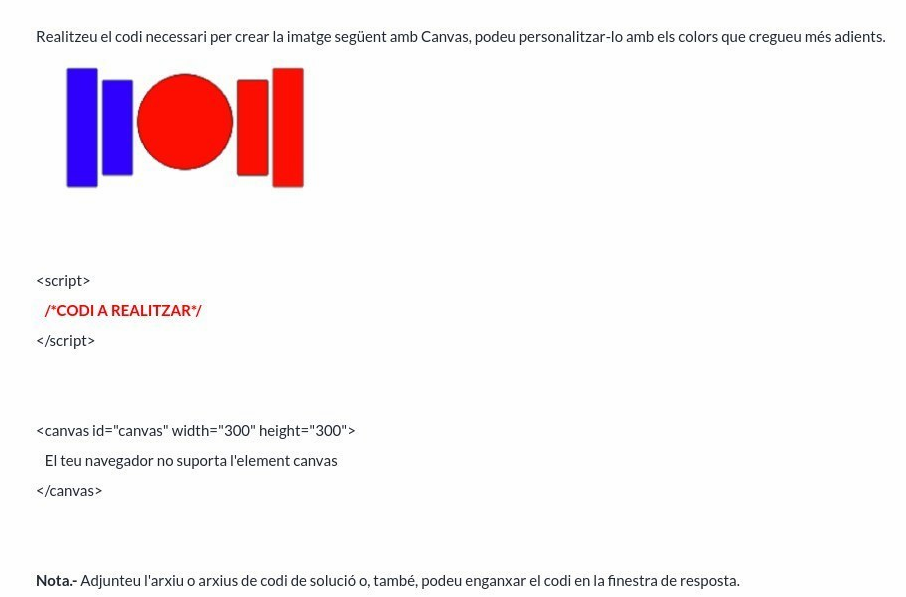 Realitzeu el codi necessari per crear la imatge següent amb Canvas, podeu personalitzar-lo amb els colors que cregueu més adients.
<script>
/*CODI A REALITZAR*/
</script>
<canvas id="canvas" width="300" height="300">
El teu navegador no suporta l'element canvas
</canvas>
Nota.- Adjunteu l'arxiu o arxius de codi de solució o, també, podeu enganxar el codi en la finestra de resposta.